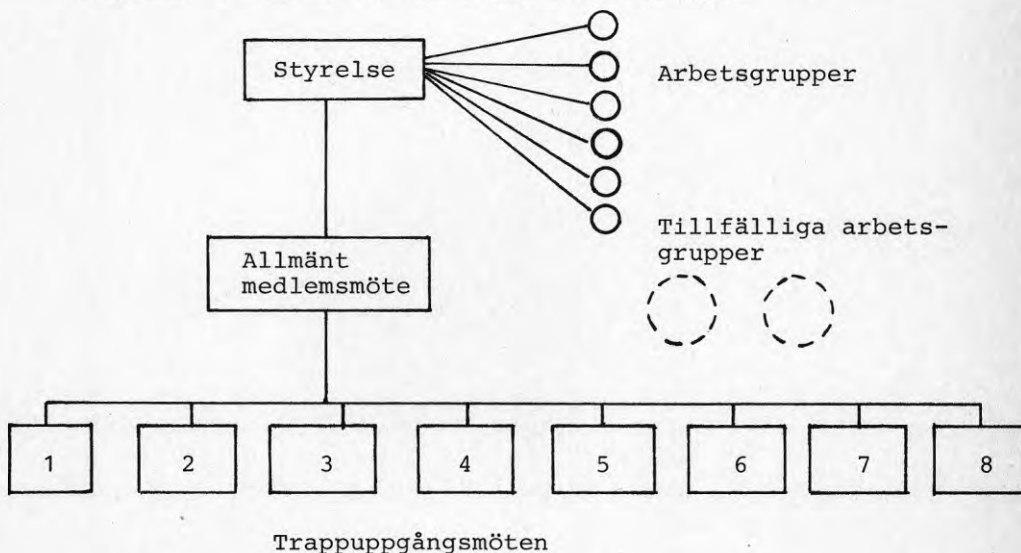 Styrelse
Arbetsgrupper
Tillfälliga arbets-
grupper
Allmänt
medlemsmöte
1 2 3 4 5 6 7 8
Trappuppgångsmöten